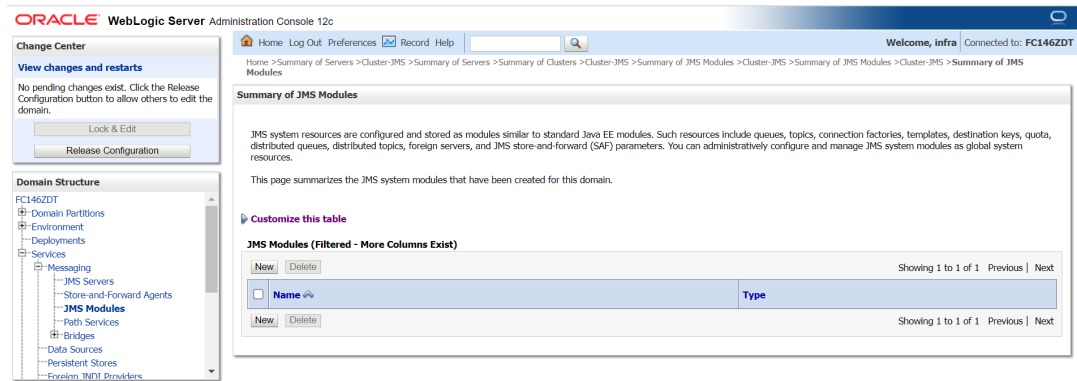 ORACLE WebLogic Server Administration Console 12c
Change Center
View changes and restarts
No pending changes exist. Click the Release
Configuration button to allow others to edit the
domain.
Lock & Edit
Release Configuration
Domain Structure
FC146ZDT
Domain Partitions
Environment
Deployments
Services
Messaging
JMS Servers
Store-and-Forward Agents
JMS Modules
Path Services
Bridges
Data Sources
Persistent Stores
Foreign JNDI Providers
Home Log Out Preferences Record Help
Welcome, infra Connected to: FC146ZDT
Home >Summary of Servers >Cluster-JMS >Summary of Servers >Summary of Clusters >Cluster-JMS >Summary of JMS Modules >Cluster-JMS >Summary of JMS Modules >Cluster-JMS >Summary of JMS
Modules
Summary of JMS Modules
JMS system resources are configured and stored as modules similar to standard Java EE modules. Such resources include queues, topics, connection factories, templates, destination keys, quota,
distributed queues, distributed topics, foreign servers, and JMS store-and-forward (SAF) parameters. You can administratively configure and manage JMS system modules as global system
resources.
This page summarizes the JMS system modules that have been created for this domain.
Customize this table
JMS Modules (Filtered - More Columns Exist)
New Delete Showing 1 to 1 of 1 Previous | Next
Name Type
New Delete Showing 1 to 1 of 1 Previous | Next